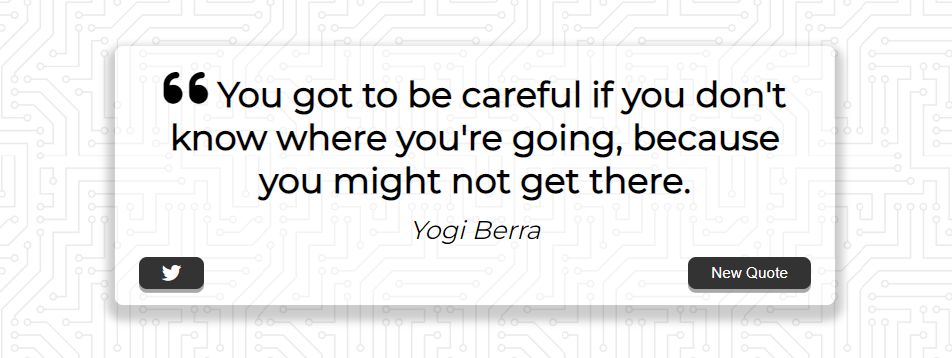 ❝ You got to be careful if you don't
know where you're going, because
you might not get there.
Yogi Berra
New Quote